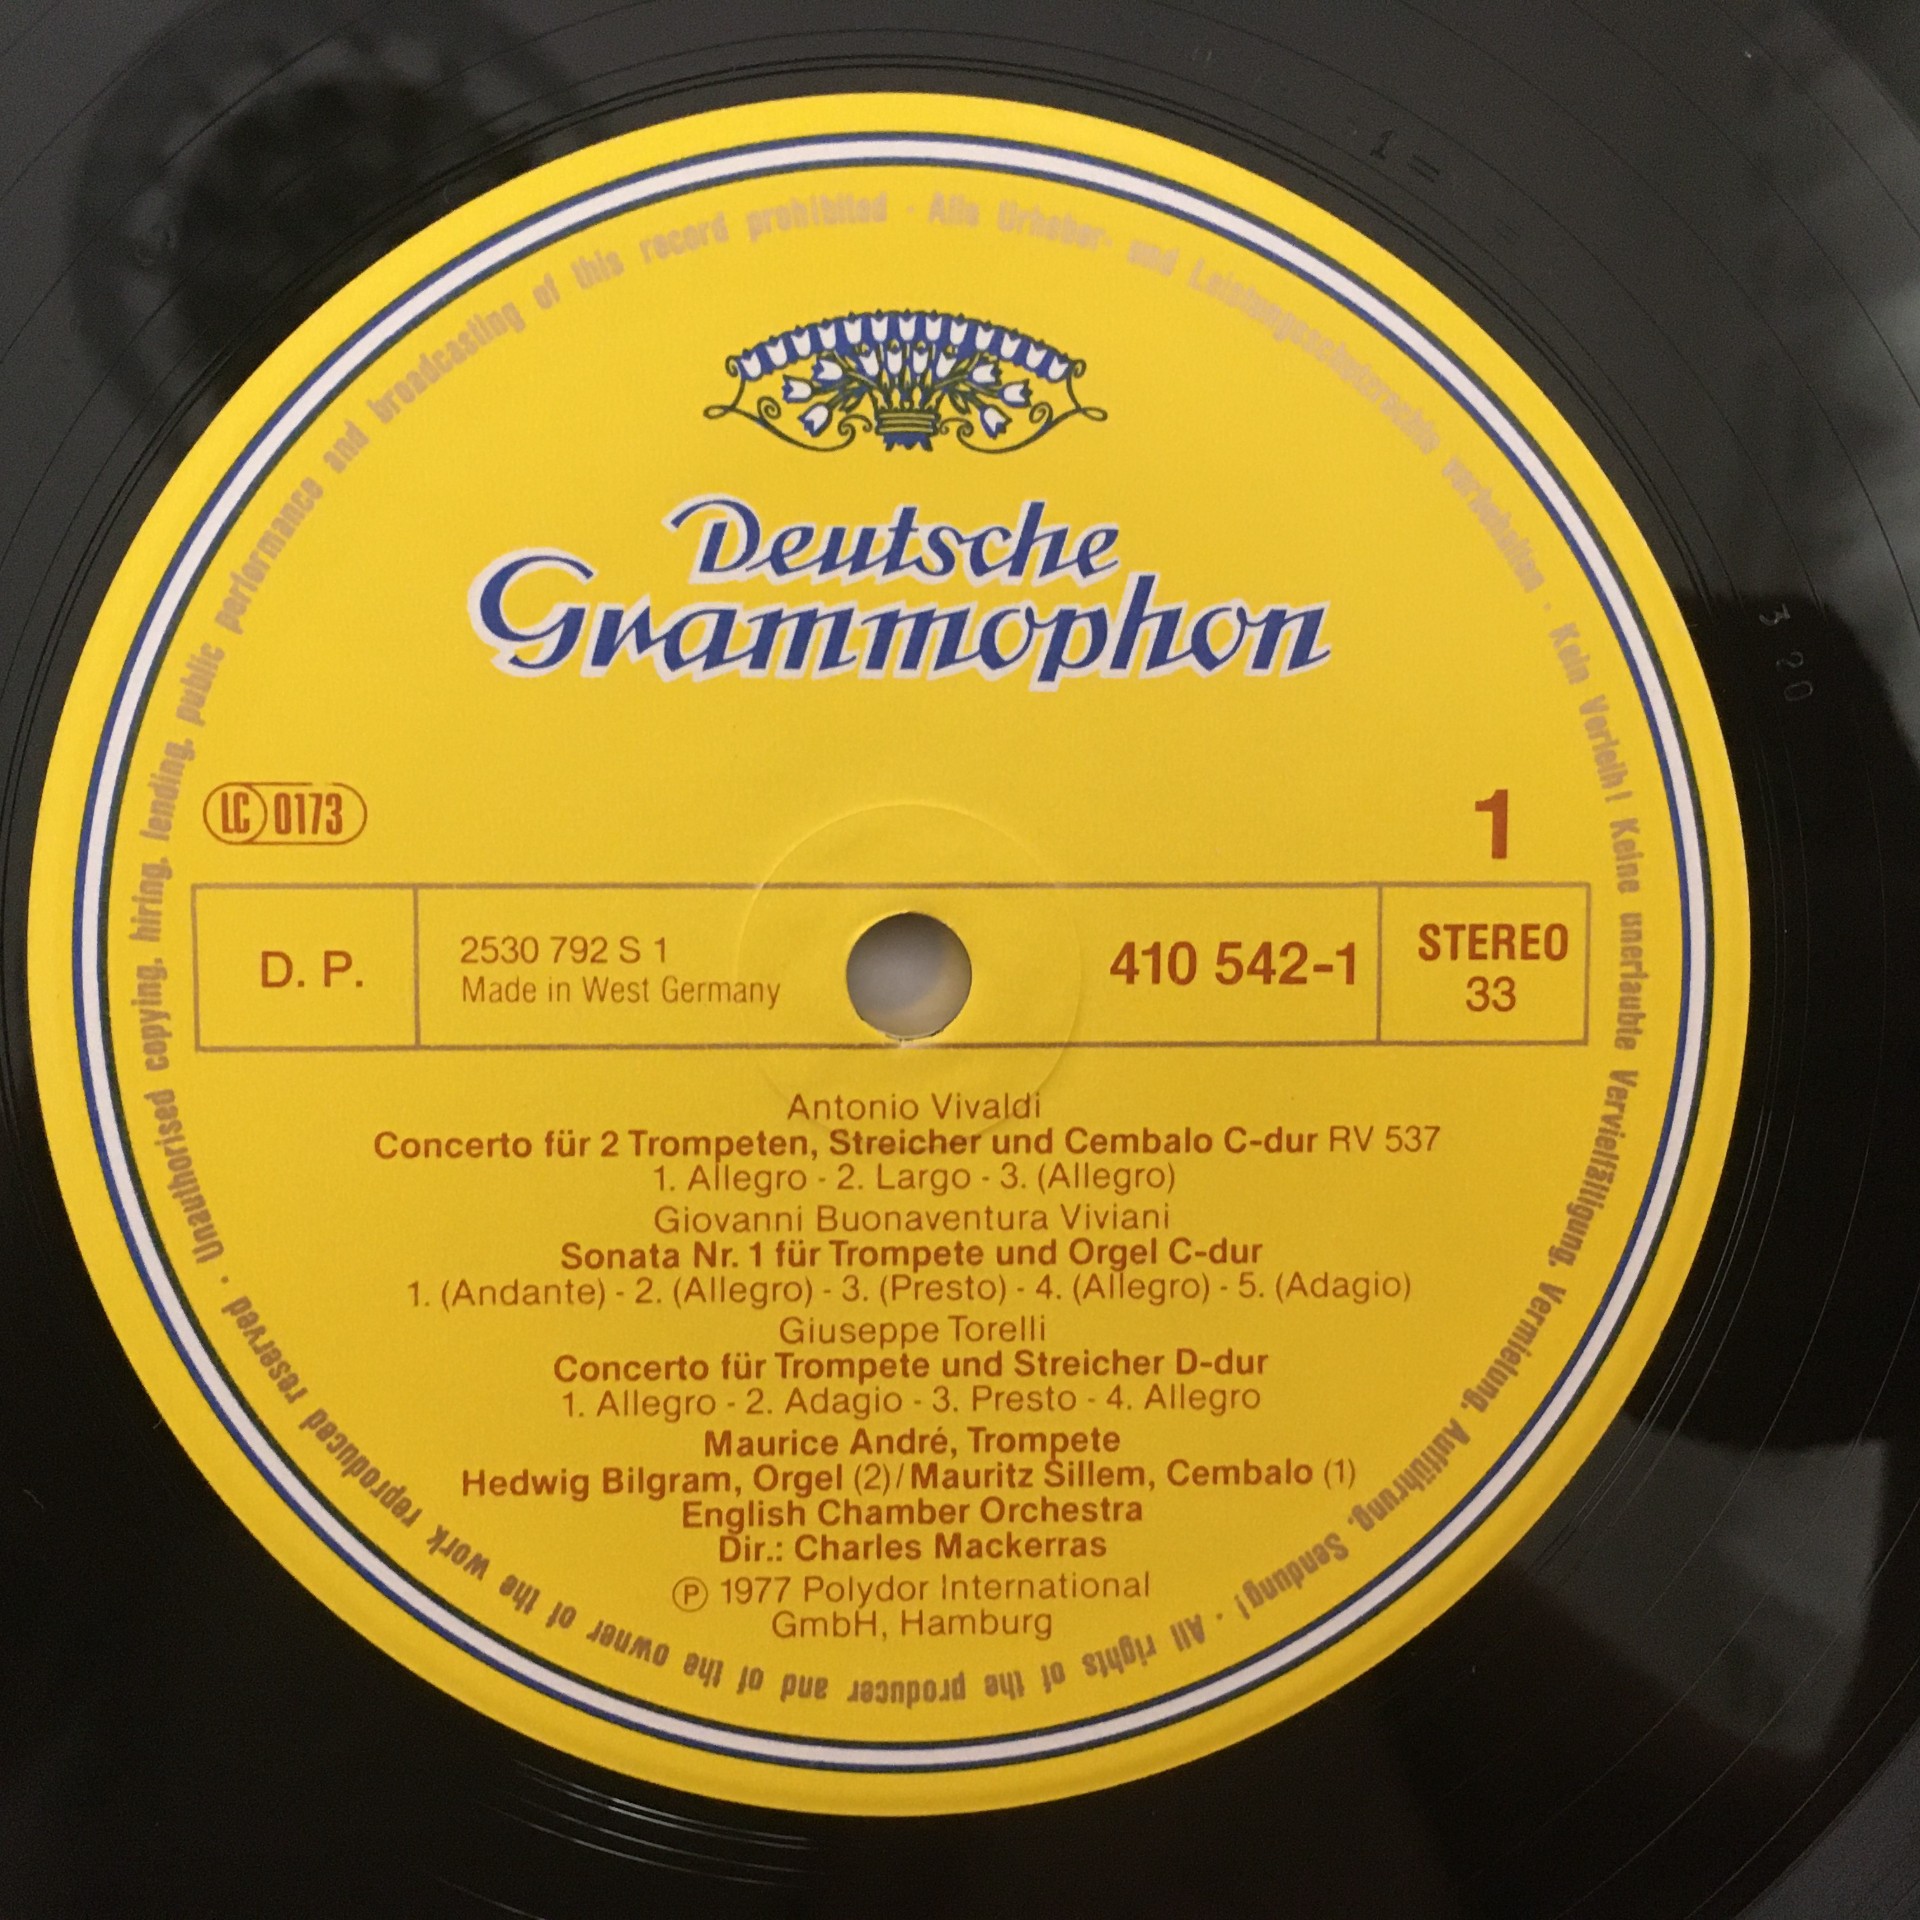 Deutsche
Grammophon
LC 0173
1
D. P.
2530 792 S 1
Made in West Germany
410 542-1
STEREO
33
Antonio Vivaldi
Concerto für 2 Trompeten, Streicher und Cembalo C-dur RV 537
1. Allegro - 2. Largo - 3. (Allegro)
Giovanni Buonaventura Viviani
Sonata Nr. 1 für Trompete und Orgel C-dur
1. (Andante) - 2. (Allegro) - 3. (Presto) - 4. (Allegro) - 5. (Adagio)
Giuseppe Torelli
Concerto für Trompete und Streicher D-dur
1. Allegro - 2. Adagio - 3. Presto - 4. Allegro
Maurice André, Trompete
Hedwig Bilgram, Orgel (2)/Mauritz Sillem, Cembalo (1)
English Chamber Orchestra
Dir.: Charles Mackerras
Ⓟ 1977 Polydor International
GmbH, Hamburg
Alle Urheber- und Leistungsschutzrechte vorbehalten · Kein Verleih! Keine unerlaubte Vervielfältigung, Vermietung, Aufführung, Sendung! · All rights of the producer and of the owner of the work reproduced reserved · Unauthorised copying, hiring, lending, public performance and broadcasting of this record prohibited ·
1 =
3 20